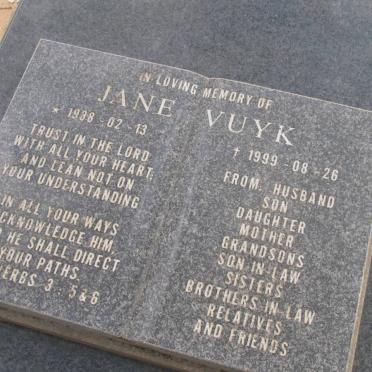 IN LOVING MEMORY OF
JANE VUYK
* 1938-02-13
† 1999-08-26
TRUST IN THE LORD
WITH ALL YOUR HEART,
AND LEAN NOT ON
YOUR UNDERSTANDING
IN ALL YOUR WAYS
ACKNOWLEDGE HIM,
HE SHALL DIRECT
YOUR PATHS.
ERBS 3 5&6
FROM: HUSBAND
SON
DAUGHTER
MOTHER
GRANDSONS
SON IN LAW
SISTERS
BROTHERS IN LAW
RELATIVES
AND FRIENDS